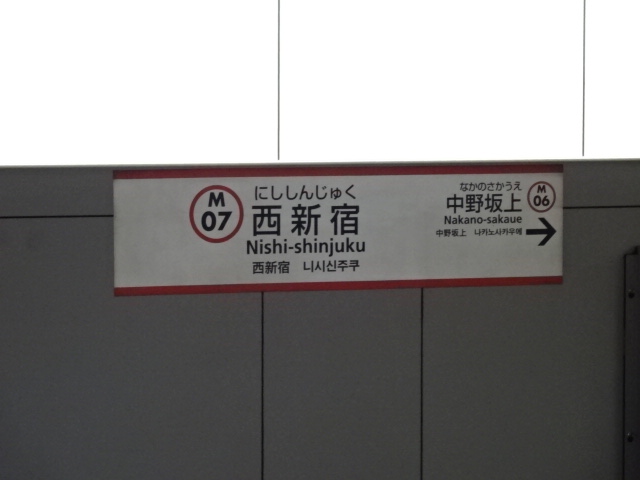 M
07
にししんじゅく
西新宿
Nishi-shinjuku
西新宿 니시신주쿠
なかのさかうえ
中野坂上
Nakano-sakaue
中野坂上 나카노사카우에
M
06